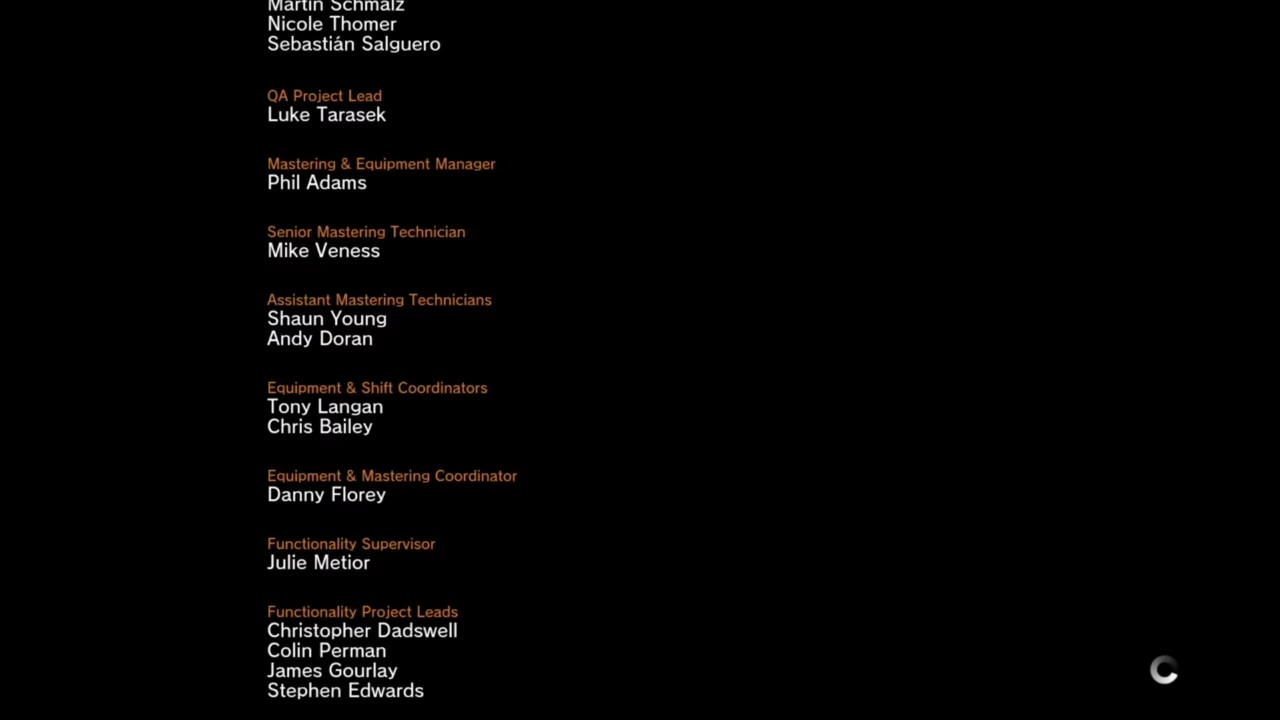 Martin Schmalz
Nicole Thomer
Sebastián Salguero
QA Project Lead
Luke Tarasek
Mastering & Equipment Manager
Phil Adams
Senior Mastering Technician
Mike Veness
Assistant Mastering Technicians
Shaun Young
Andy Doran
Equipment & Shift Coordinators
Tony Langan
Chris Bailey
Equipment & Mastering Coordinator
Danny Florey
Functionality Supervisor
Julie Metior
Functionality Project Leads
Christopher Dadswell
Colin Perman
James Gourlay
Stephen Edwards